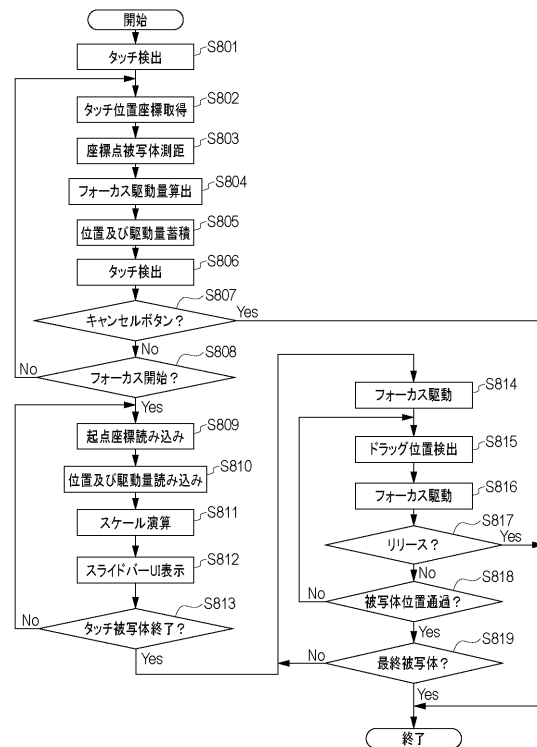 開始
タッチ検出
S801
タッチ位置座標取得
S802
座標点被写体測距
S803
フォーカス駆動量算出
S804
位置及び駆動量蓄積
S805
タッチ検出
S806
キャンセルボタン?
S807
Yes
No
フォーカス開始?
S808
No
Yes
起点座標読み込み
S809
位置及び駆動量読み込み
S810
スケール演算
S811
スライドバーUI表示
S812
タッチ被写体終了?
S813
No
Yes
フォーカス駆動
S814
ドラッグ位置検出
S815
フォーカス駆動
S816
リリース?
S817
Yes
No
被写体位置通過?
S818
No
Yes
最終被写体?
S819
No
Yes
終了